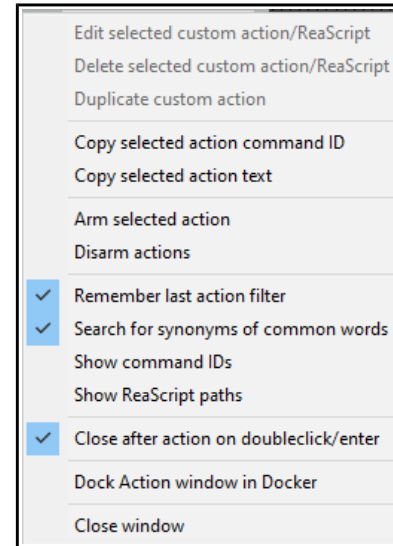 Edit selected custom action/ReaScript
Delete selected custom action/ReaScript
Duplicate custom action
Copy selected action command ID
Copy selected action text
Arm selected action
Disarm actions
Remember last action filter
Search for synonyms of common words
Show command IDs
Show ReaScript paths
Close after action on doubleclick/enter
Dock Action window in Docker
Close window